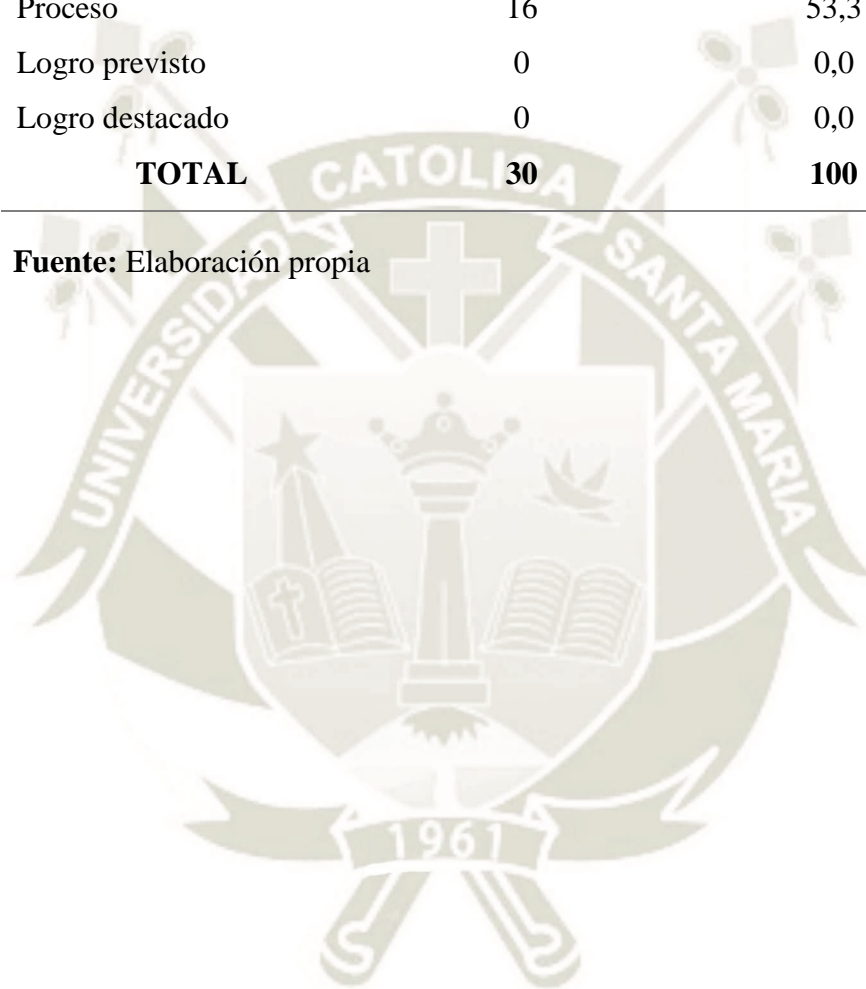 Proceso 16 53,3
Logro previsto 0 0,0
Logro destacado 0 0,0
TOTAL 30 100
Fuente: Elaboración propia
UNIVERSIDAD CATOLICA SANTA MARIA
1961